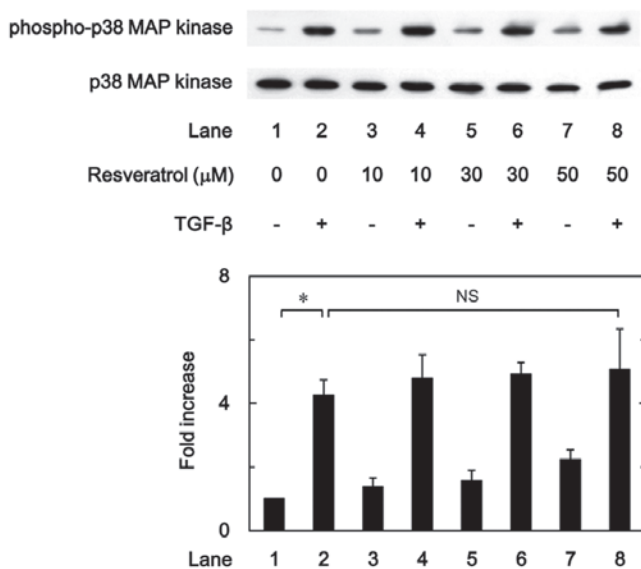 phospho-p38 MAP kinase
p38 MAP kinase
Lane 1 2 3 4 5 6 7 8
Resveratrol (μM) 0 0 10 10 30 30 50 50
TGF-β - + - + - + - +
8
* NS
4
Fold increase
0
Lane 1 2 3 4 5 6 7 8